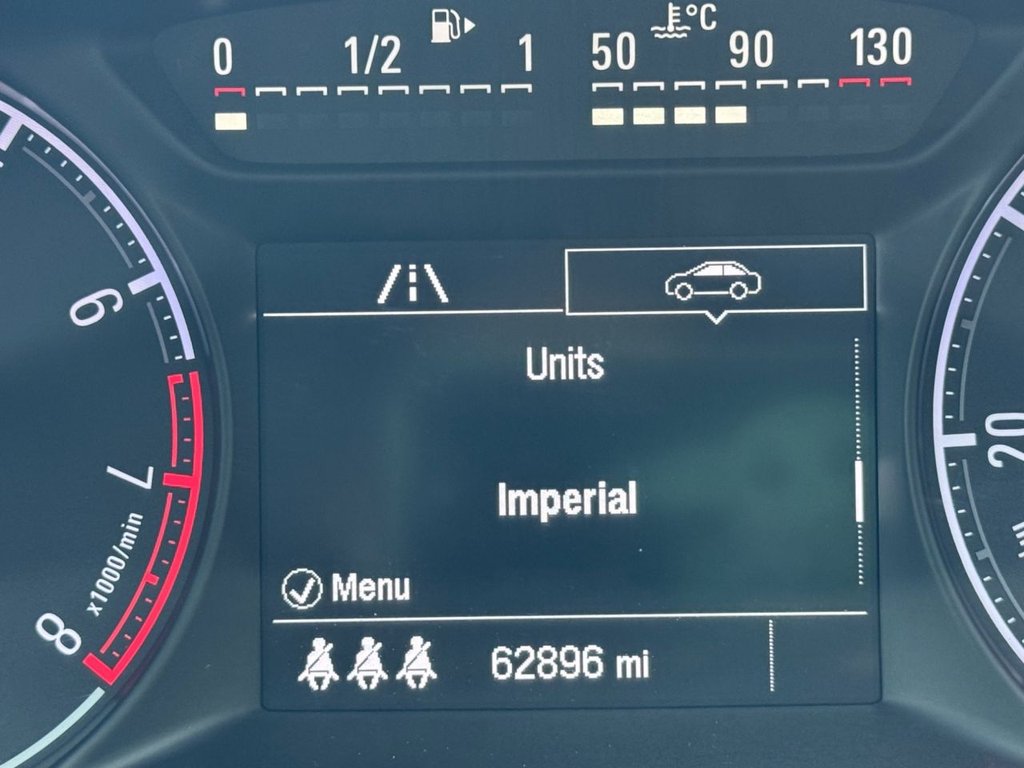 0 1/2 1 50 °C 90 130
6
7
x1000/min
8
20
Units
Imperial
Menu
62896 mi